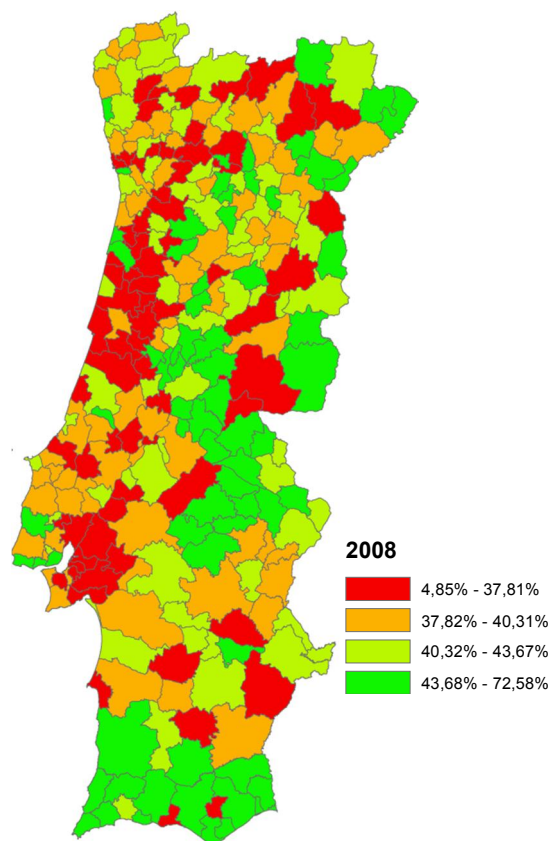 2008
4,85% - 37,81%
37,82% - 40,31%
40,32% - 43,67%
43,68% - 72,58%